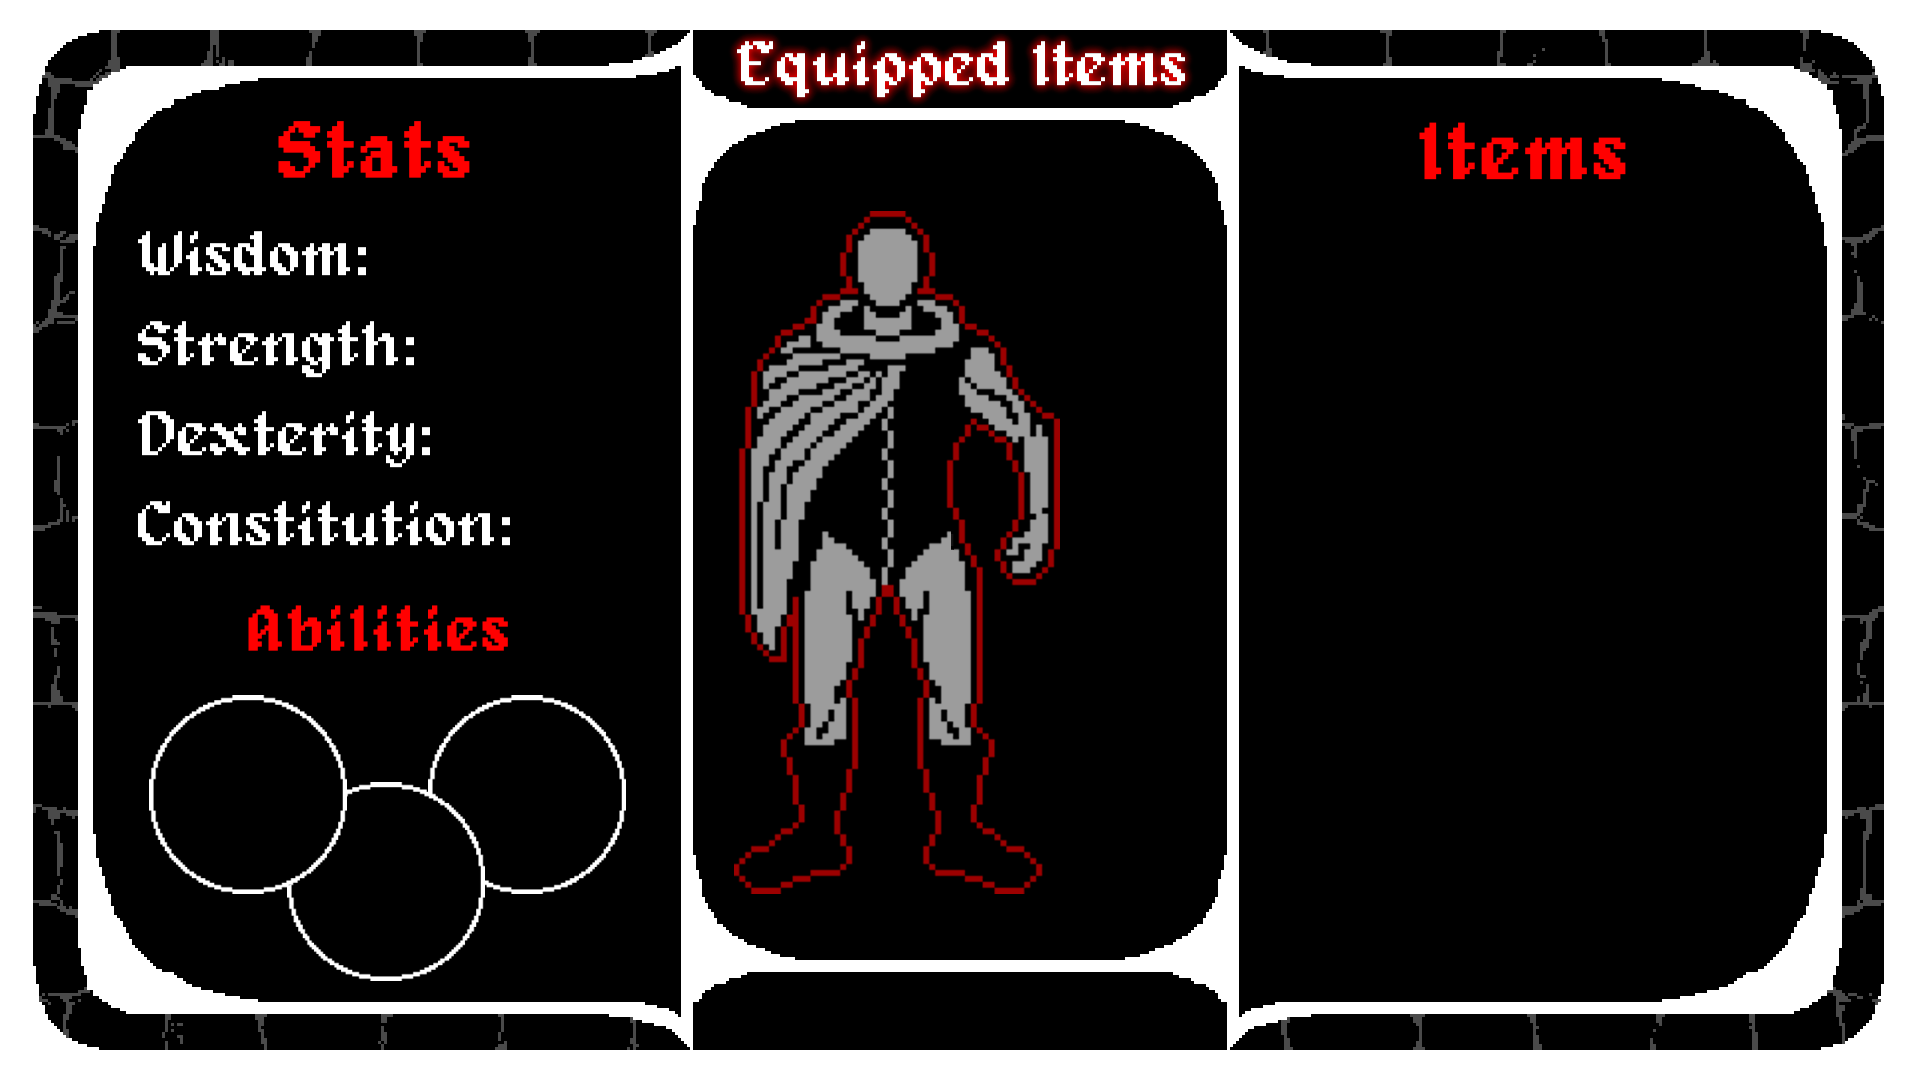 Equipped Items
Stats
Wisdom:
Strength:
Dexterity:
Constitution:
Abilities
Items